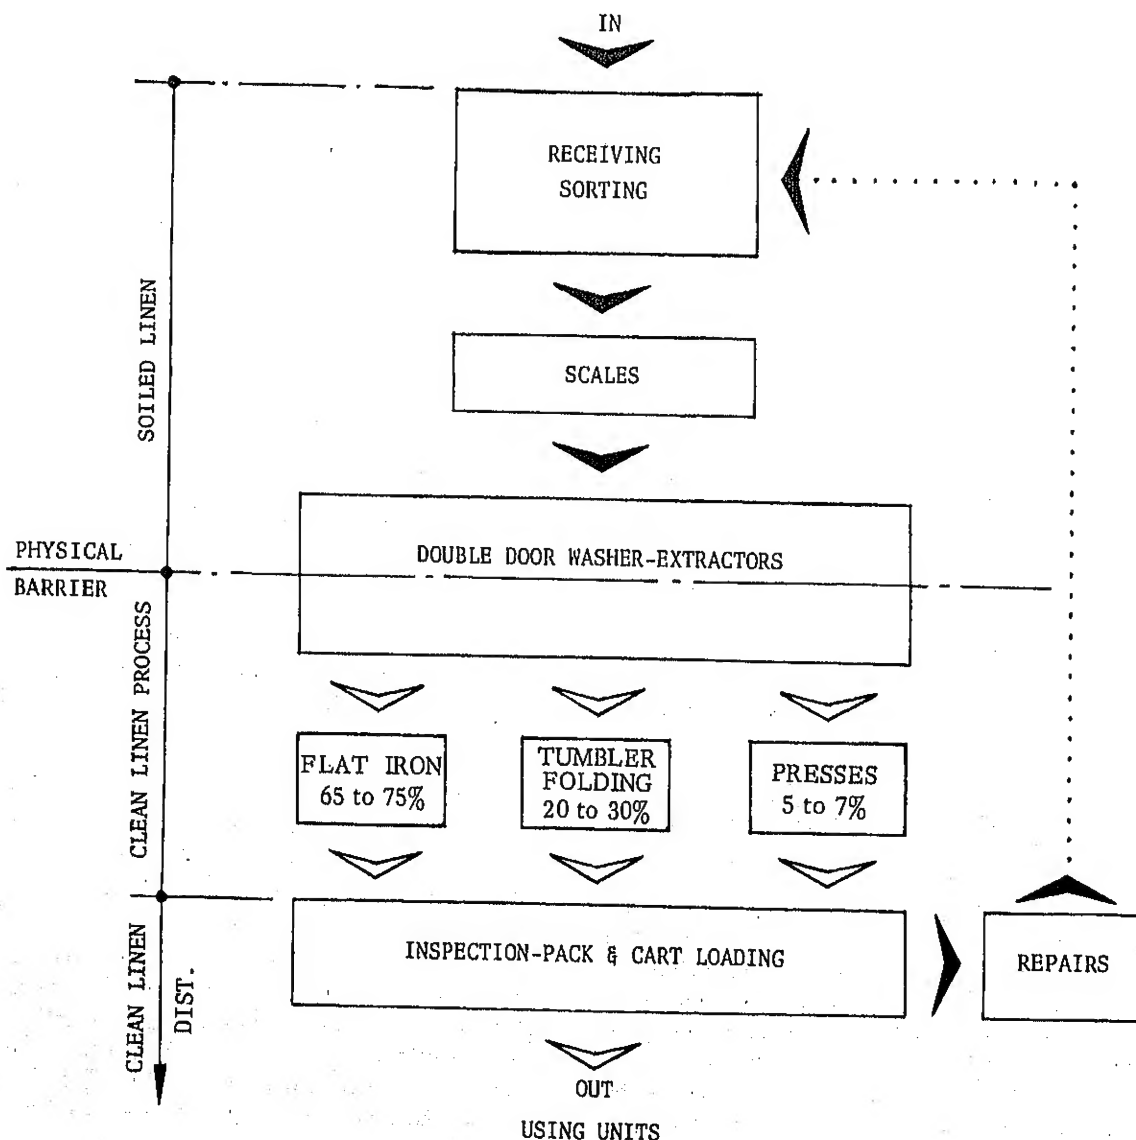 IN
RECEIVING
SORTING
SOILED LINEN
SCALES
DOUBLE DOOR WASHER-EXTRACTORS
PHYSICAL
BARRIER
CLEAN LINEN PROCESS
FLAT IRON
65 to 75%
TUMBLER
FOLDING
20 to 30%
PRESSES
5 to 7%
CLEAN LINEN
DIST.
INSPECTION-PACK & CART LOADING
REPAIRS
OUT
USING UNITS